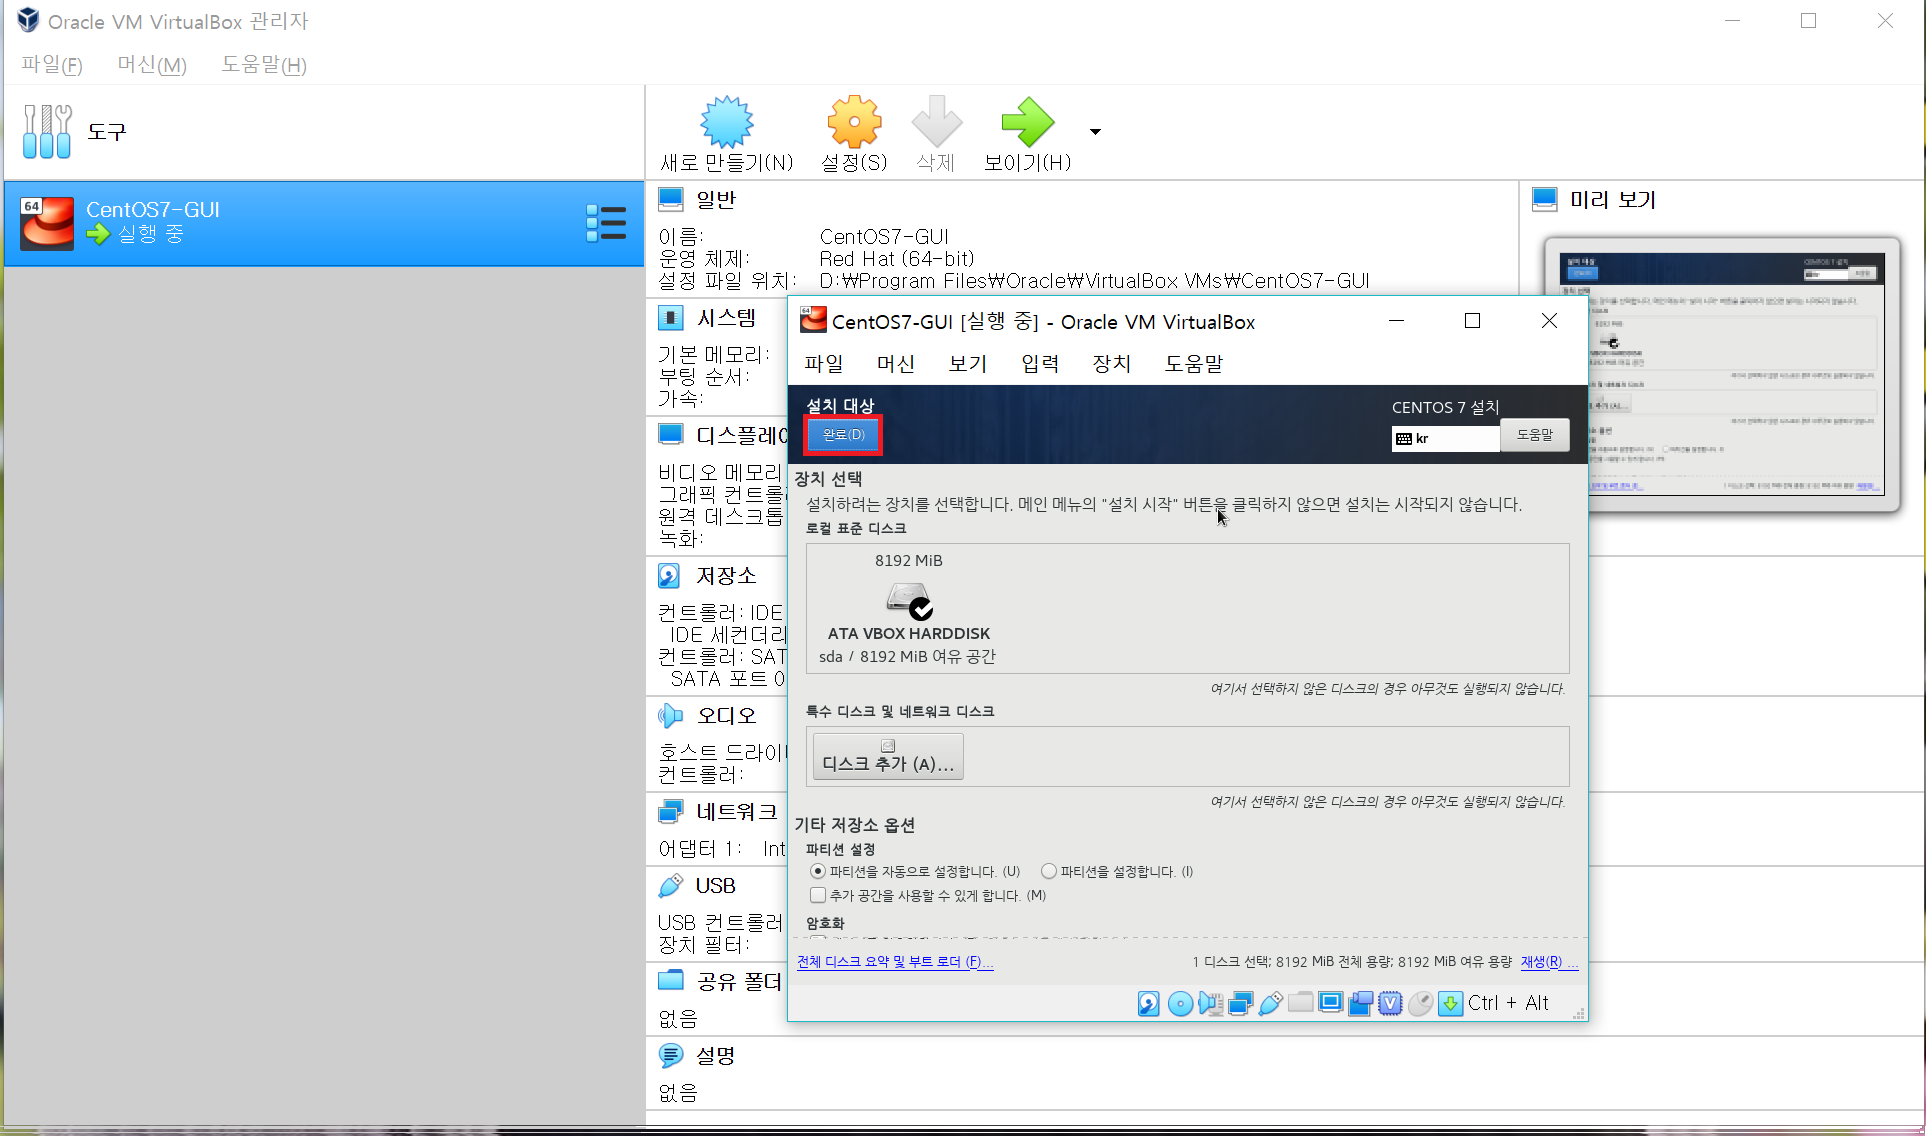 Oracle VM VirtualBox 관리자
파일(F) 머신(M) 도움말(H)
도구
새로 만들기(N) 설정(S) 삭제 보이기(H)
64
CentOS7-GUI
실행 중
일반
이름: CentOS7-GUI
운영 체제: Red Hat (64-bit)
설정 파일 위치: D:₩Program Files₩Oracle₩VirtualBox VMs₩CentOS7-GUI
미리 보기
시스템
기본 메모리:
부팅 순서:
가속:
비디오 메모리
원격 데스크톱
녹화:
저장소
컨트롤러: IDE
IDE 세컨더리
컨트롤러: SAT
SATA 포트 0
오디오
호스트 드라이
컨트롤러:
네트워크
어댑터 1: Int
USB
USB 컨트롤러
장치 필터:
공유 폴더
없음
설명
없음
64
CentOS7-GUI [실행 중] - Oracle VM VirtualBox
파일 머신 보기 입력 장치 도움말
설치 대상
완료(D)
CENTOS 7 설치
kr
도움말
장치 선택
설치하려는 장치를 선택합니다. 메인 메뉴의 "설치 시작" 버튼을 클릭하지 않으면 설치는 시작되지 않습니다.
로컬 표준 디스크
8192 MiB
ATA VBOX HARDDISK
sda / 8192 MiB 여유 공간
여기서 선택하지 않은 디스크의 경우 아무것도 실행되지 않습니다.
특수 디스크 및 네트워크 디스크
디스크 추가 (A)...
여기서 선택하지 않은 디스크의 경우 아무것도 실행되지 않습니다.
기타 저장소 옵션
파티션 설정
파티션을 자동으로 설정합니다. (U) 파티션을 설정합니다. (I)
추가 공간을 사용할 수 있게 합니다. (M)
암호화
전체 디스크 요약 및 부트 로더 (F)...
1 디스크 선택; 8192 MiB 전체 용량; 8192 MiB 여유 용량 재생(R) ...
Ctrl + Alt